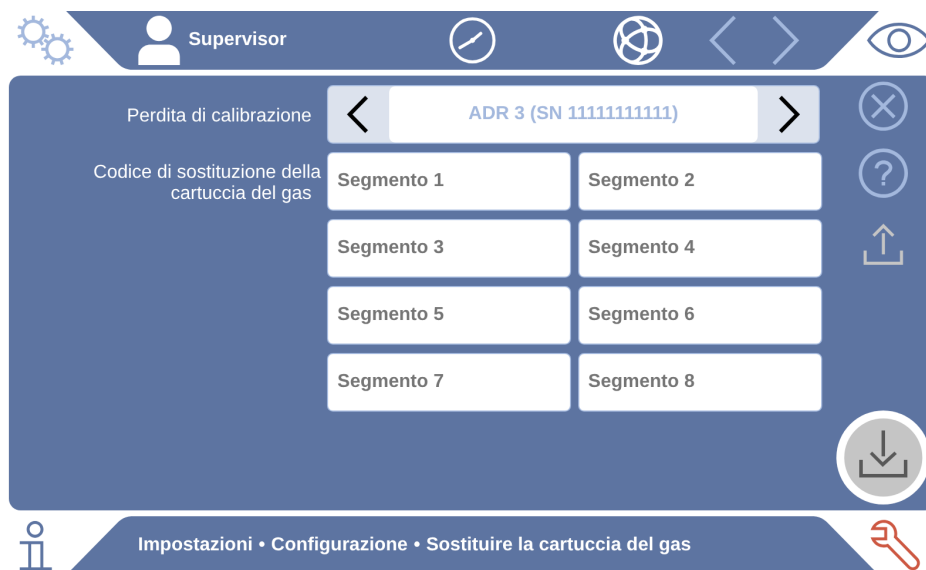 Supervisor
Perdita di calibrazione
ADR 3 (SN 11111111111)
Codice di sostituzione della
cartuccia del gas
Segmento 1
Segmento 2
Segmento 3
Segmento 4
Segmento 5
Segmento 6
Segmento 7
Segmento 8
Impostazioni • Configurazione • Sostituire la cartuccia del gas